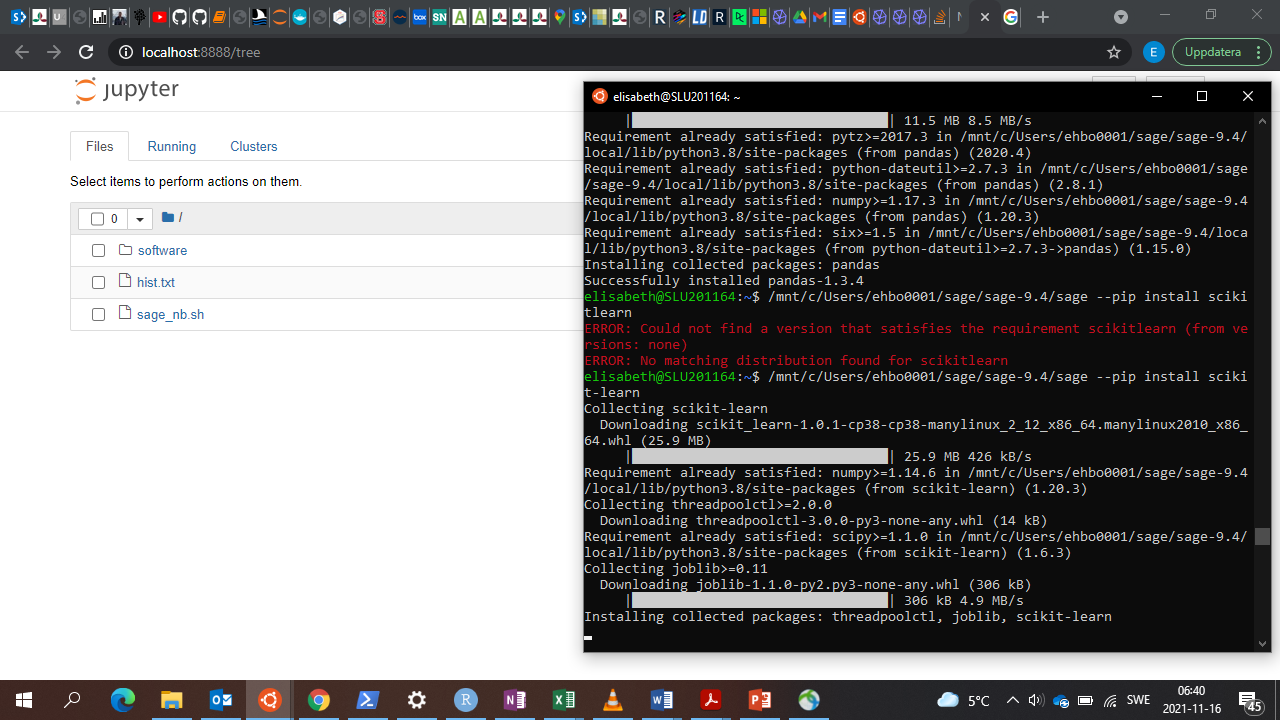 localhost:8888/tree
E
Uppdatera
jupyter
Files
Running
Clusters
Select items to perform actions on them.
0
/
software
hist.txt
sage_nb.sh
elisabeth@SLU201164: ~
| | 11.5 MB 8.5 MB/s
Requirement already satisfied: pytz>=2017.3 in /mnt/c/Users/ehbo0001/sage/sage-9.4/
local/lib/python3.8/site-packages (from pandas) (2020.4)
Requirement already satisfied: python-dateutil>=2.7.3 in /mnt/c/Users/ehbo0001/sage
/sage-9.4/local/lib/python3.8/site-packages (from pandas) (2.8.1)
Requirement already satisfied: numpy>=1.17.3 in /mnt/c/Users/ehbo0001/sage/sage-9.4
/local/lib/python3.8/site-packages (from pandas) (1.20.3)
Requirement already satisfied: six>=1.5 in /mnt/c/Users/ehbo0001/sage/sage-9.4/loca
l/lib/python3.8/site-packages (from python-dateutil>=2.7.3->pandas) (1.15.0)
Installing collected packages: pandas
Successfully installed pandas-1.3.4
elisabeth@SLU201164:~$ /mnt/c/Users/ehbo0001/sage/sage-9.4/sage --pip install sciki
tlearn
ERROR: Could not find a version that satisfies the requirement scikitlearn (from ve
rsions: none)
ERROR: No matching distribution found for scikitlearn
elisabeth@SLU201164:~$ /mnt/c/Users/ehbo0001/sage/sage-9.4/sage --pip install sciki
t-learn
Collecting scikit-learn
Downloading scikit_learn-1.0.1-cp38-cp38-manylinux_2_12_x86_64.manylinux2010_x86_
64.whl (25.9 MB)
| | 25.9 MB 426 kB/s
Requirement already satisfied: numpy>=1.14.6 in /mnt/c/Users/ehbo0001/sage/sage-9.4
/local/lib/python3.8/site-packages (from scikit-learn) (1.20.3)
Collecting threadpoolctl>=2.0.0
Downloading threadpoolctl-3.0.0-py3-none-any.whl (14 kB)
Requirement already satisfied: scipy>=1.1.0 in /mnt/c/Users/ehbo0001/sage/sage-9.4/
local/lib/python3.8/site-packages (from scikit-learn) (1.6.3)
Collecting joblib>=0.11
Downloading joblib-1.1.0-py2.py3-none-any.whl (306 kB)
| | 306 kB 4.9 MB/s
Installing collected packages: threadpoolctl, joblib, scikit-learn
5°C
SWE
06:40
2021-11-16
45